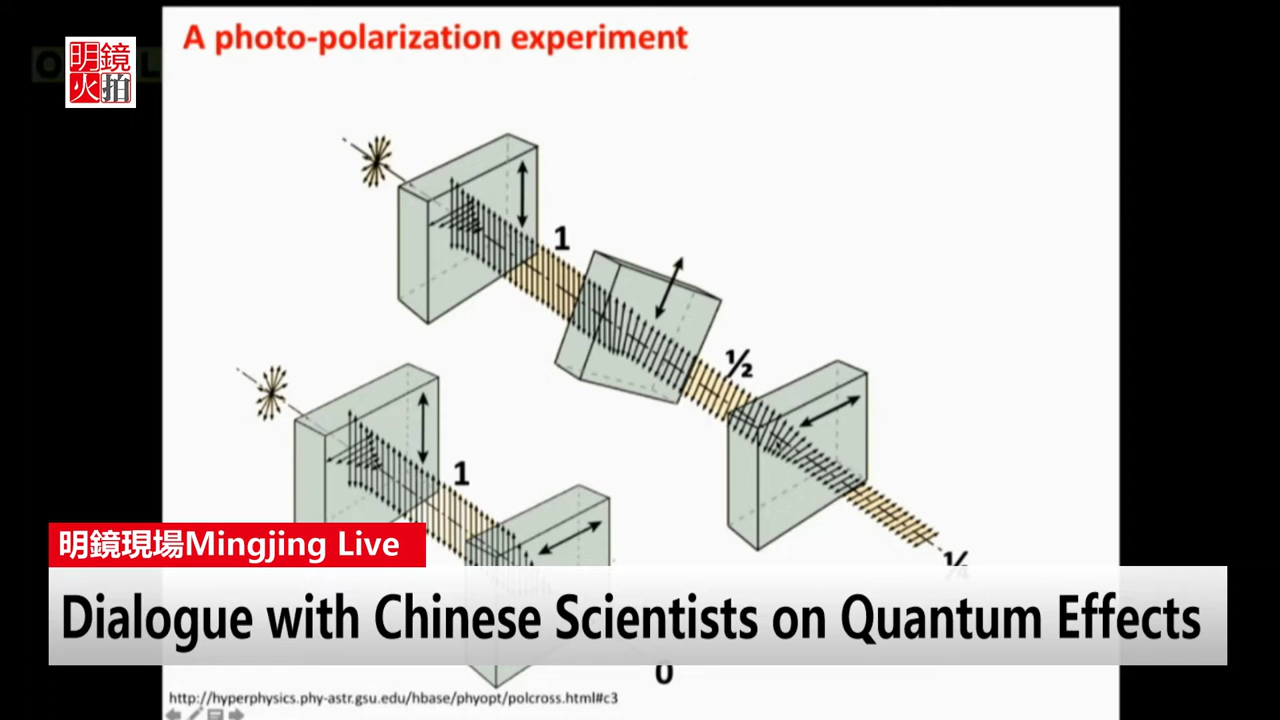 A photo-polarization experiment
明鏡
火拍
1
½
1
明鏡現場Mingjing Live
Dialogue with Chinese Scientists on Quantum Effects
0
http://hyperphysics.phy-astr.gsu.edu/hbase/phyopt/polcross.html#c3